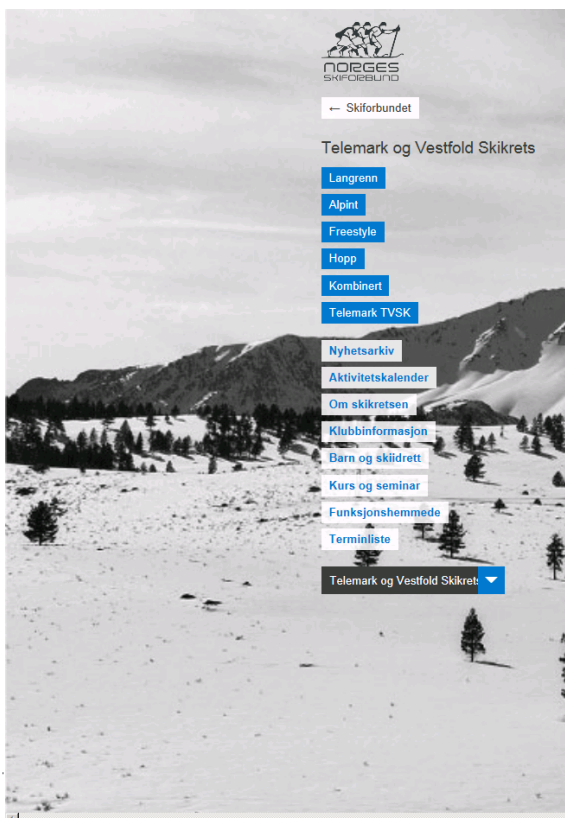 NORGES
SKIFORBUND
← Skiforbundet
Telemark og Vestfold Skikrets
Langrenn
Alpint
Freestyle
Hopp
Kombinert
Telemark TVSK
Nyhetsarkiv
Aktivitetskalender
Om skikretsen
Klubbinformasjon
Barn og skiidrett
Kurs og seminar
Funksjonshemmede
Terminliste
Telemark og Vestfold Skikrets